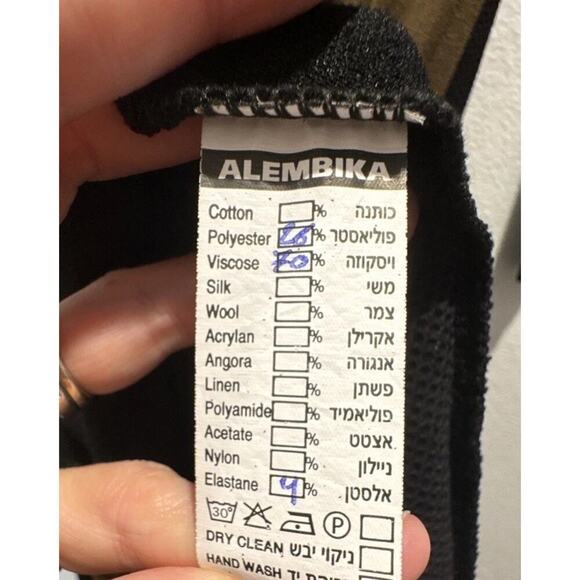 ALEMBIKA
Cotton % כותנה
Polyester 26 % פוליאסטר
Viscose 70 % ויסקוזה
Silk % משי
Wool % צמר
Acrylan % אקרילן
Angora % אנגורה
Linen % פשתן
Polyamide % פוליאמיד
Acetate % אצטט
Nylon % ניילון
Elastane 4 % אלסטן
30° P
DRY CLEAN ניקוי יבש
HAND WASH יד